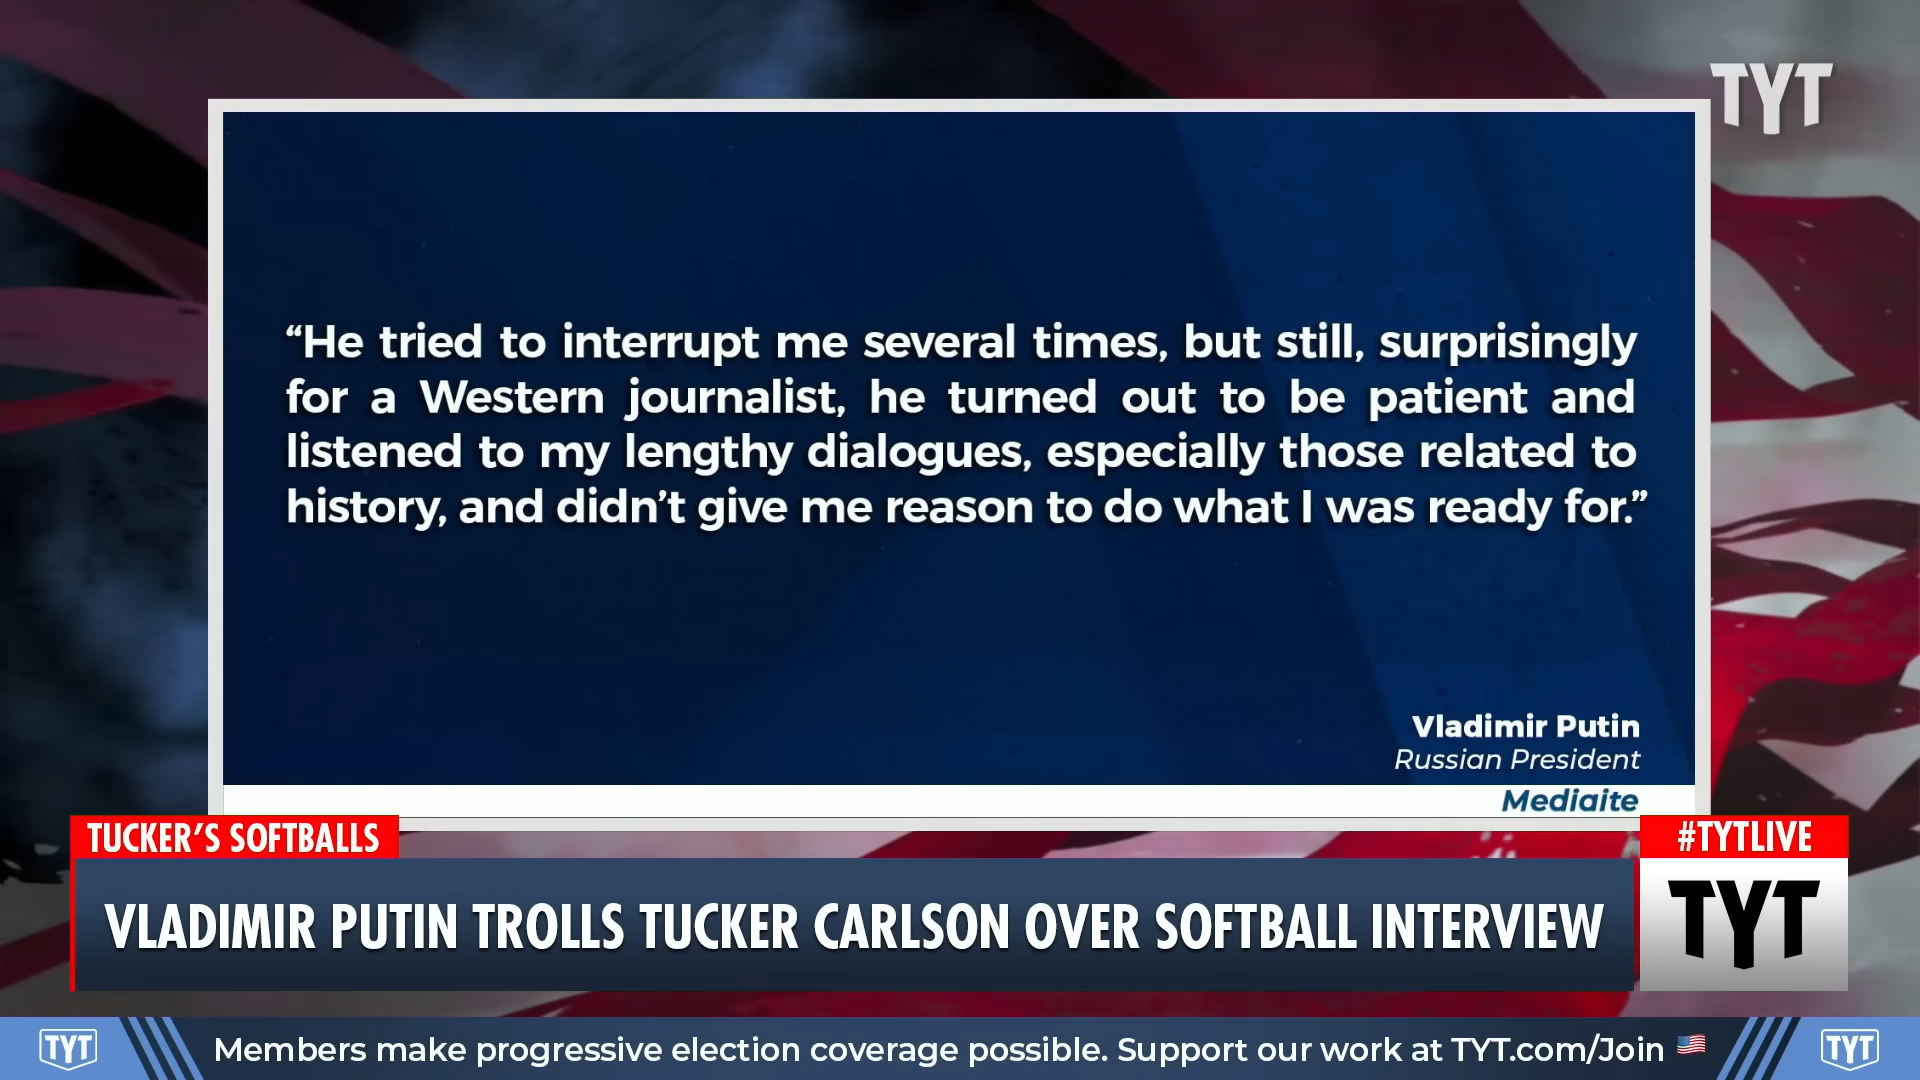 TYT
“He tried to interrupt me several times, but still, surprisingly
for a Western journalist, he turned out to be patient and
listened to my lengthy dialogues, especially those related to
history, and didn’t give me reason to do what I was ready for.”
Vladimir Putin
Russian President
Mediaite
TUCKER’S SOFTBALLS
#TYTLIVE
VLADIMIR PUTIN TROLLS TUCKER CARLSON OVER SOFTBALL INTERVIEW
TYT
TYT
Members make progressive election coverage possible. Support our work at TYT.com/Join 🇺🇸
TYT